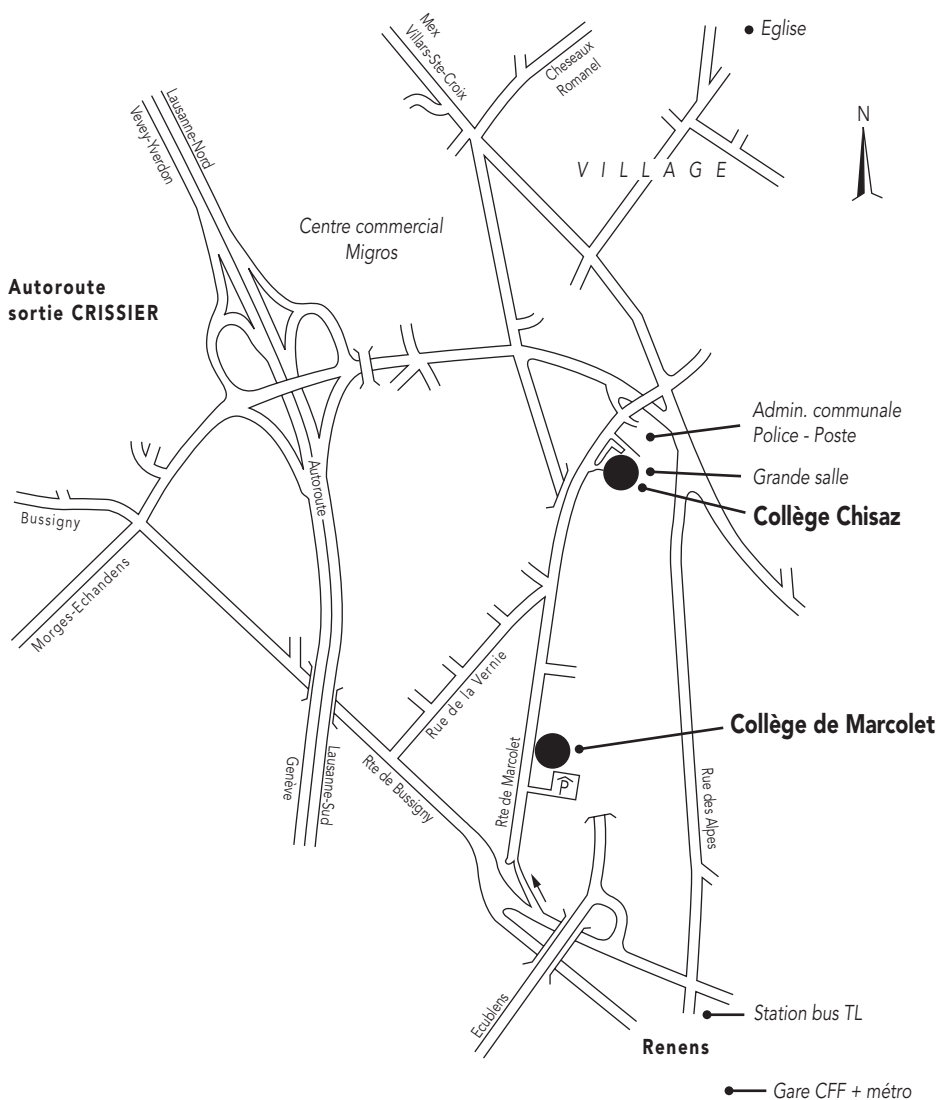 Mex
Villars-Ste-Croix
Cheseaux
Romanel
Eglise
Lausanne-Nord
Vevey-Yverdon
N
VILLAGE
Centre commercial
Migros
Autoroute
sortie CRISSIER
Admin. communale
Police - Poste
Grande salle
Collège Chisaz
Autoroute
Bussigny
Morges-Echandens
Rue de la Vernie
Collège de Marcolet
Genève
Lausanne-Sud
Rte de Bussigny
Rte de Marcolet
P
Rue des Alpes
Ecublens
Station bus TL
Renens
Gare CFF + métro